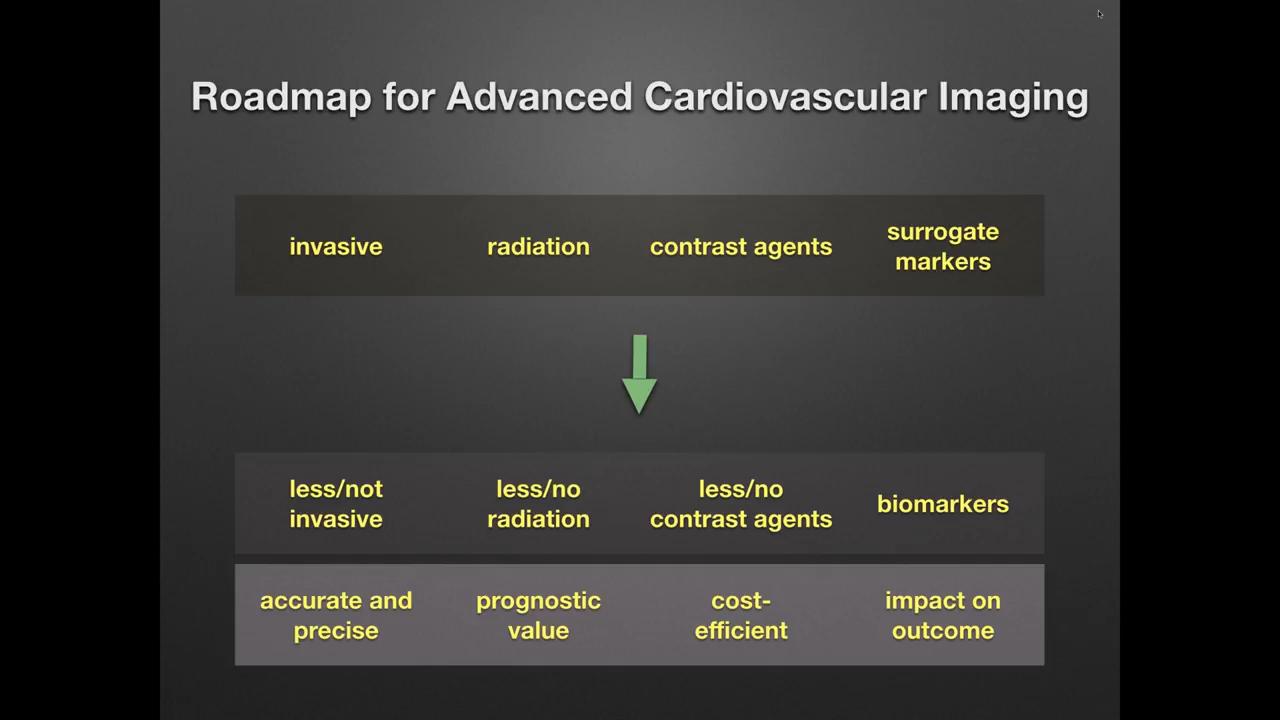 Roadmap for Advanced Cardiovascular Imaging
invasive radiation contrast agents surrogate markers
less/not invasive less/no radiation less/no contrast agents biomarkers
accurate and precise prognostic value cost-efficient impact on outcome